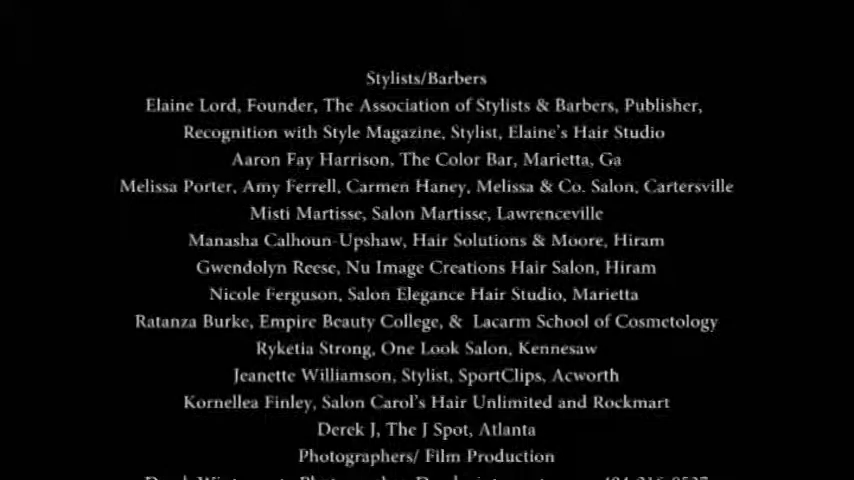 Stylists/Barbers
Elaine Lord, Founder, The Association of Stylists & Barbers, Publisher,
Recognition with Style Magazine, Stylist, Elaine's Hair Studio
Aaron Fay Harrison, The Color Bar, Marietta, Ga
Melissa Porter, Amy Ferrell, Carmen Haney, Melissa & Co. Salon, Cartersville
Misti Martisse, Salon Martisse, Lawrenceville
Manasha Calhoun-Upshaw, Hair Solutions & Moore, Hiram
Gwendolyn Reese, Nu Image Creations Hair Salon, Hiram
Nicole Ferguson, Salon Elegance Hair Studio, Marietta
Ratanza Burke, Empire Beauty College, & Lacarm School of Cosmetology
Ryketia Strong, One Look Salon, Kennesaw
Jeanette Williamson, Stylist, SportClips, Acworth
Kornellea Finley, Salon Carol's Hair Unlimited and Rockmart
Derek J, The J Spot, Atlanta
Photographers/ Film Production